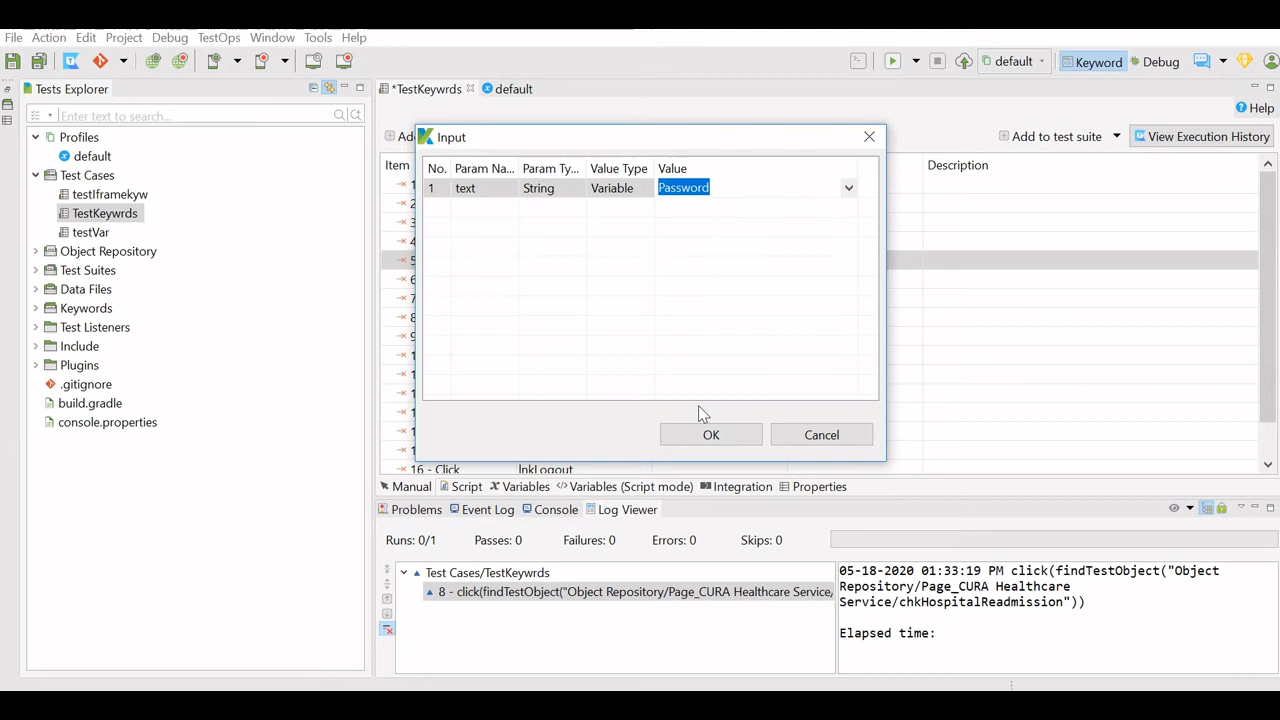 File Action Edit Project Debug TestOps Window Tools Help
default Keyword Debug
Tests Explorer
*TestKeywrds default
Enter text to search...
Help
Profiles
default
Test Cases
testIframekyw
TestKeywrds
testVar
Object Repository
Test Suites
Data Files
Keywords
Test Listeners
Include
Plugins
.gitignore
build.gradle
console.properties
Add to test suite View Execution History
Item Description
Input
No. Param Na... Param Ty... Value Type Value
1 text String Variable Password
OK Cancel
16 - Click lnkLogout
Manual Script Variables Variables (Script mode) Integration Properties
Problems Event Log Console Log Viewer
Runs: 0/1 Passes: 0 Failures: 0 Errors: 0 Skips: 0
Test Cases/TestKeywrds
8 - click(findTestObject("Object Repository/Page_CURA Healthcare Service/
05-18-2020 01:33:19 PM click(findTestObject("Object
Repository/Page_CURA Healthcare
Service/chkHospitalReadmission"))
Elapsed time: